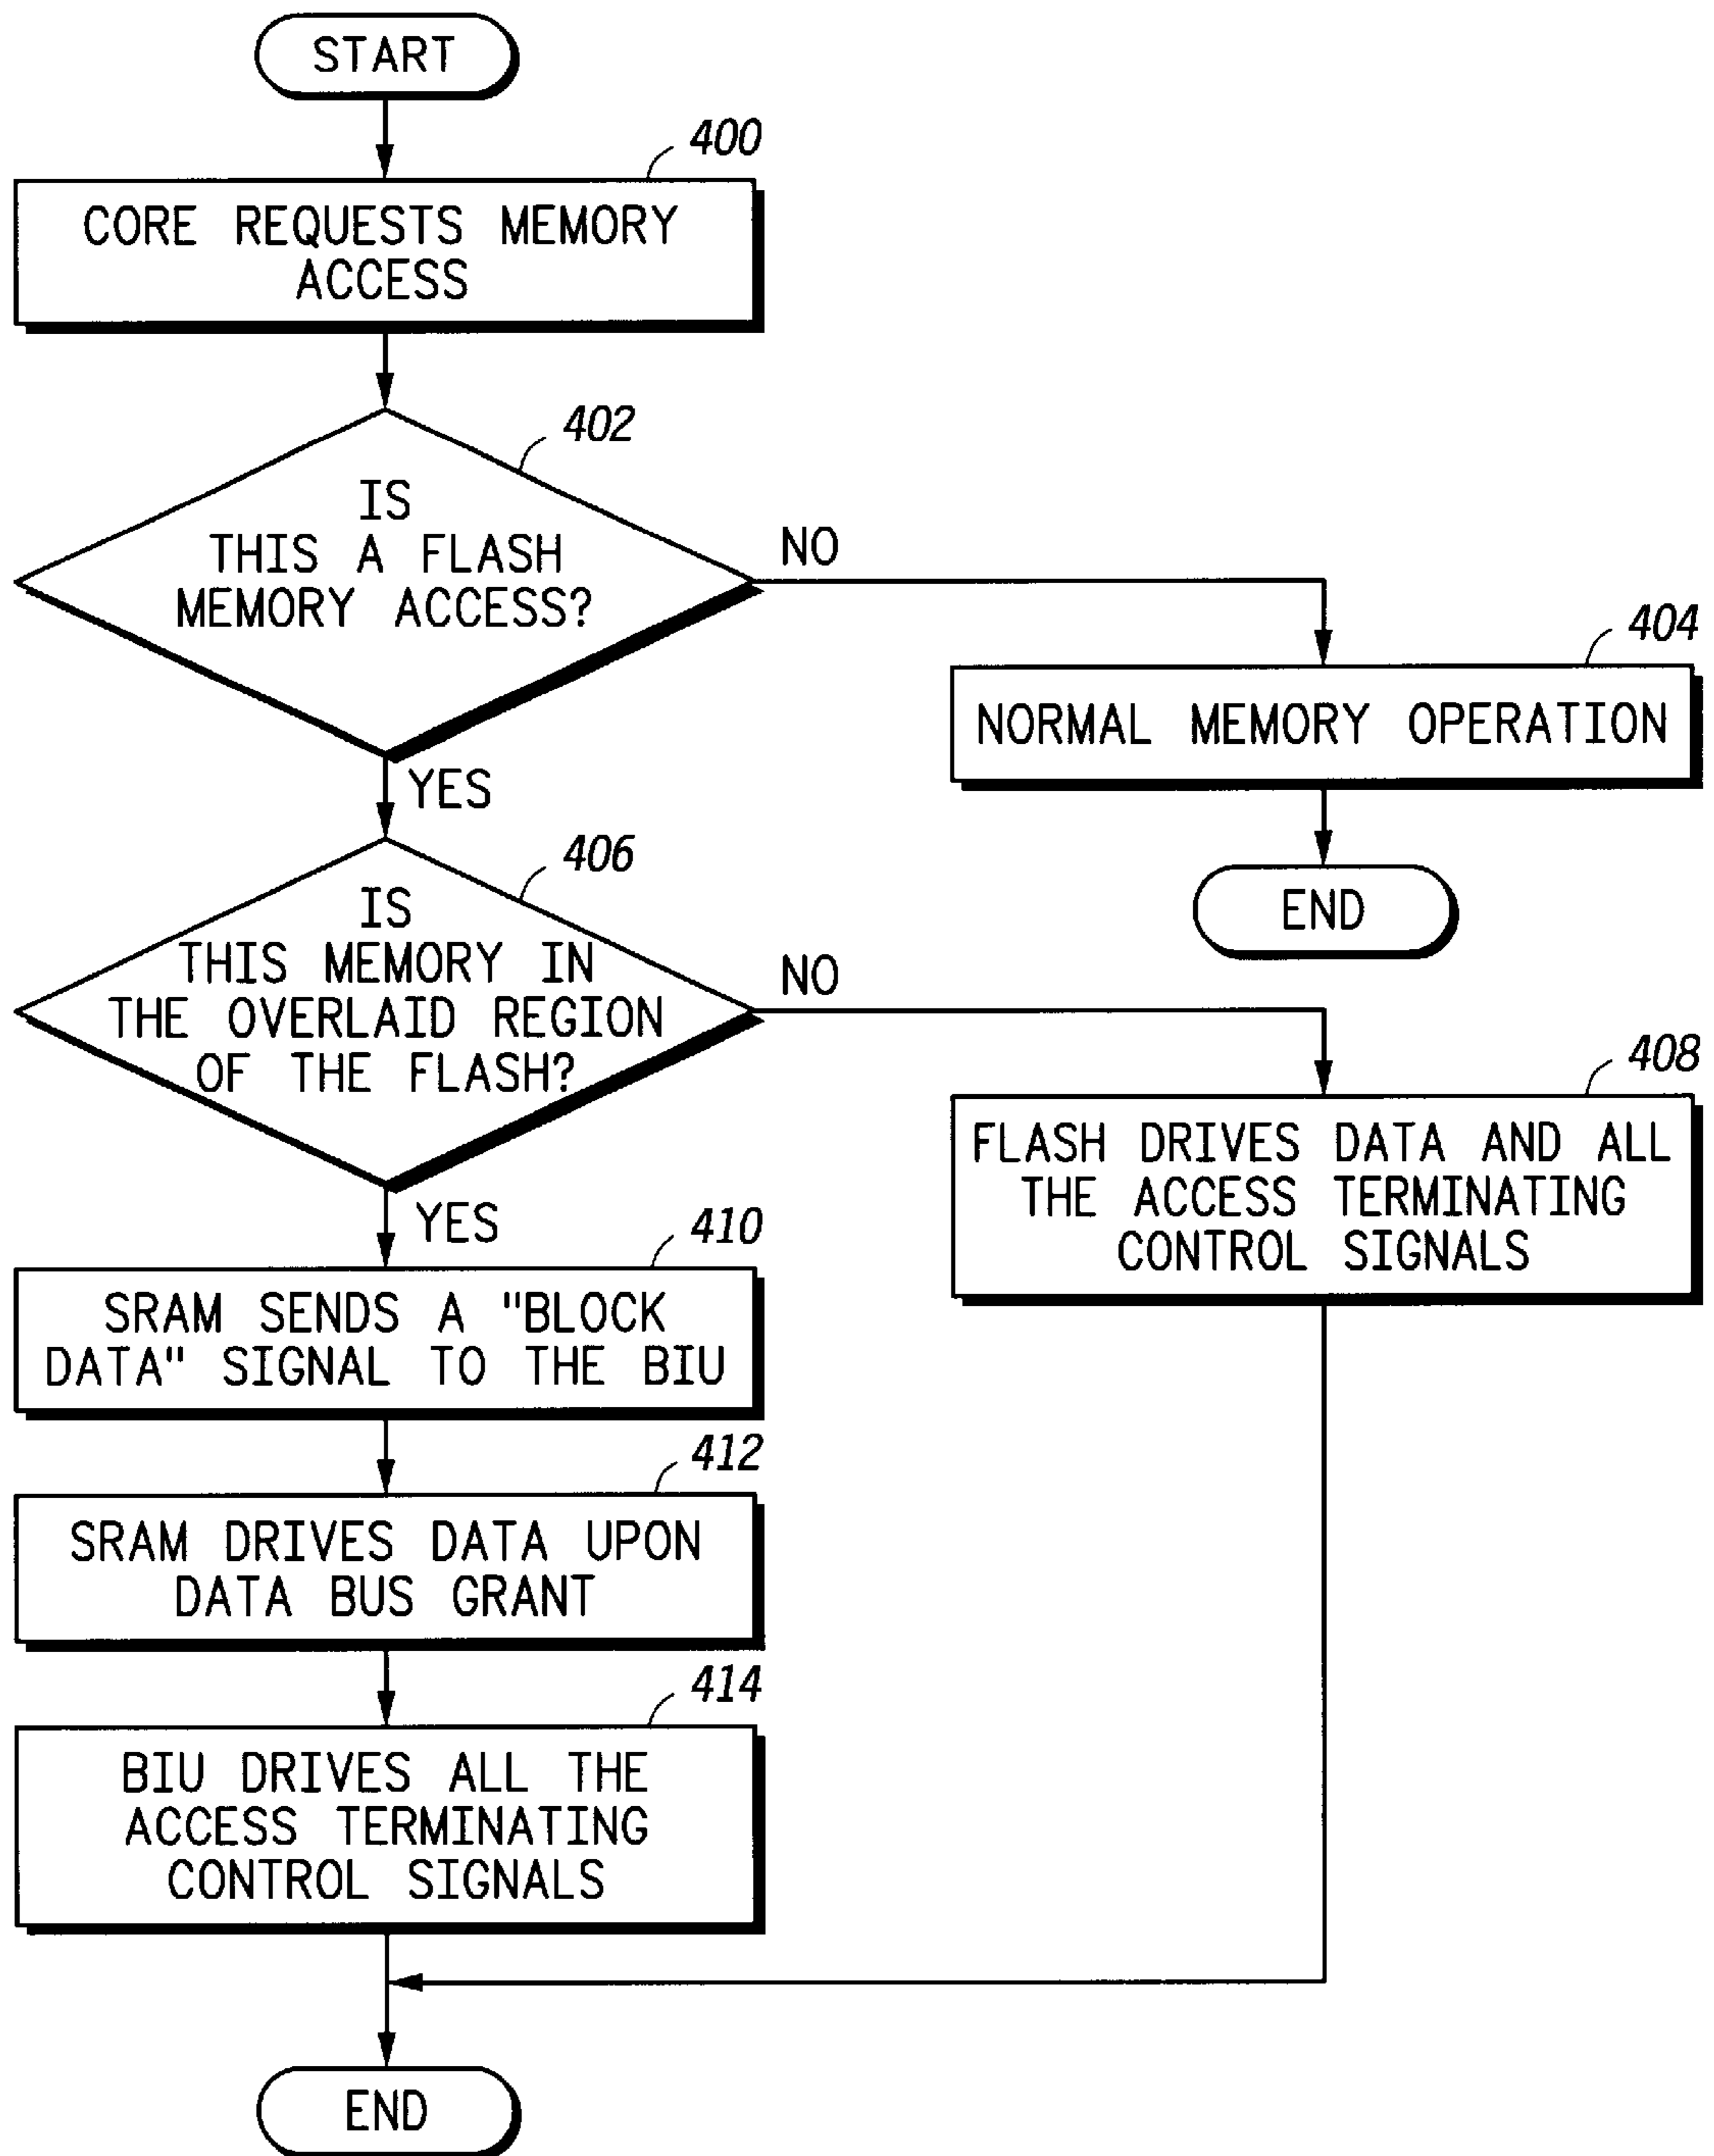 START
400
CORE REQUESTS MEMORY
ACCESS
402
IS
THIS A FLASH
MEMORY ACCESS?
NO
404
NORMAL MEMORY OPERATION
END
YES
406
IS
THIS MEMORY IN
THE OVERLAID REGION
OF THE FLASH?
NO
408
FLASH DRIVES DATA AND ALL
THE ACCESS TERMINATING
CONTROL SIGNALS
YES
410
SRAM SENDS A "BLOCK
DATA" SIGNAL TO THE BIU
412
SRAM DRIVES DATA UPON
DATA BUS GRANT
414
BIU DRIVES ALL THE
ACCESS TERMINATING
CONTROL SIGNALS
END